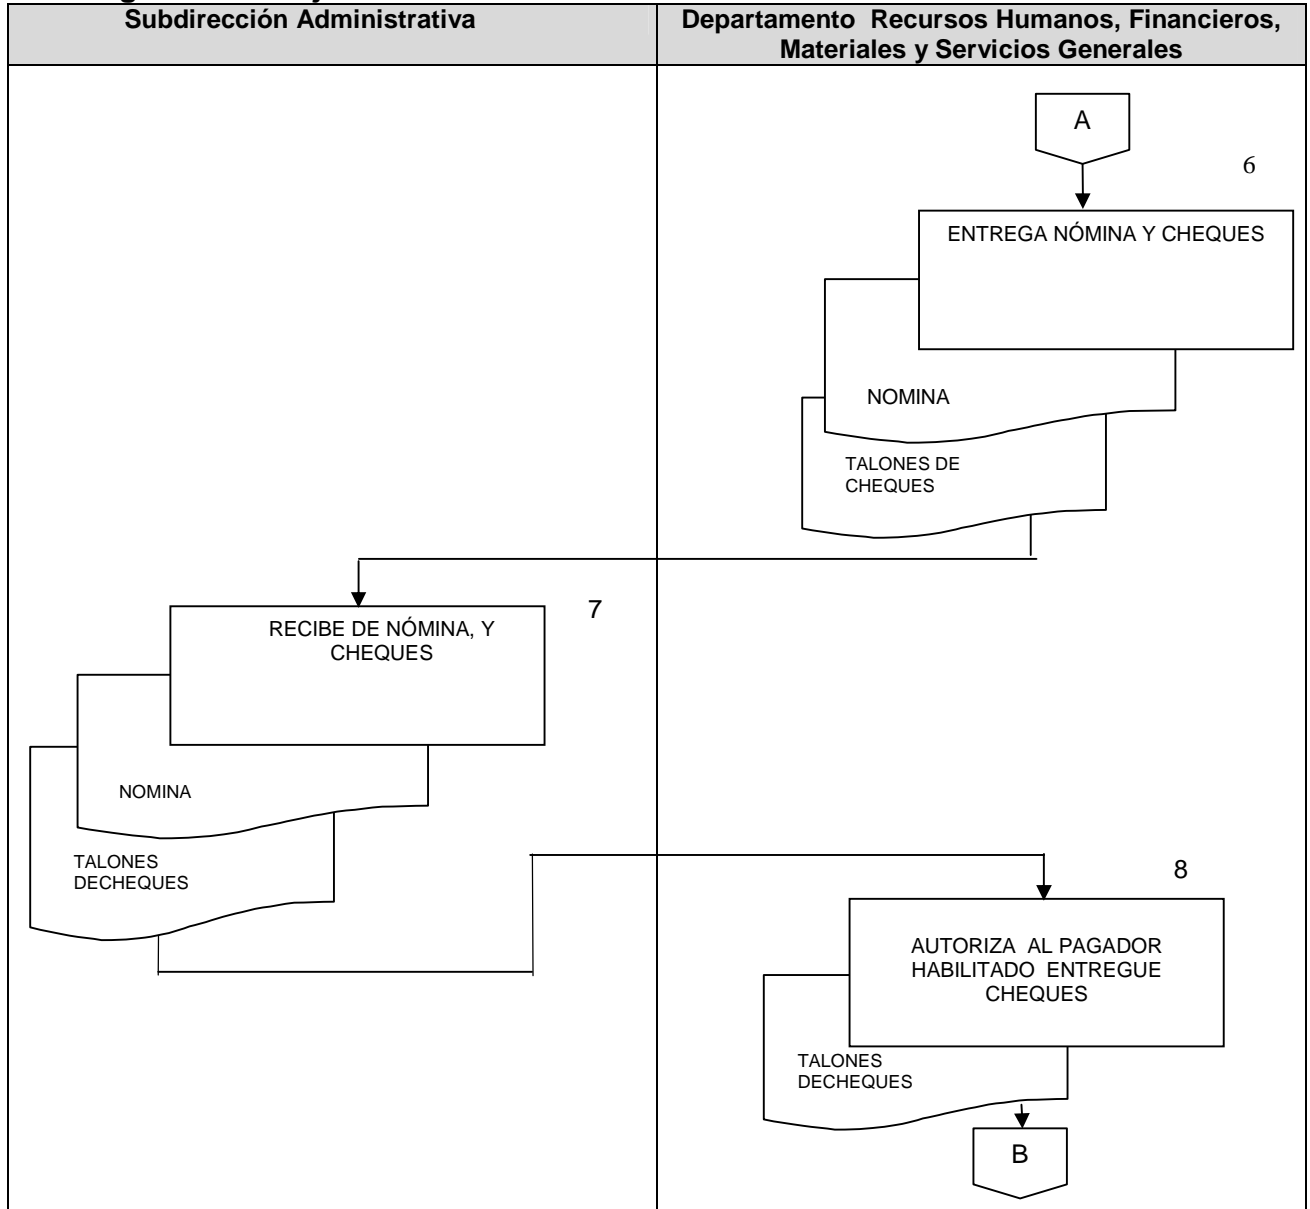 Subdirección Administrativa
Departamento Recursos Humanos, Financieros,
Materiales y Servicios Generales
A
6
ENTREGA NÓMINA Y CHEQUES
NOMINA
TALONES DE
CHEQUES
7
RECIBE DE NÓMINA, Y
CHEQUES
NOMINA
TALONES
DECHEQUES
8
AUTORIZA AL PAGADOR
HABILITADO ENTREGUE
CHEQUES
TALONES
DECHEQUES
B